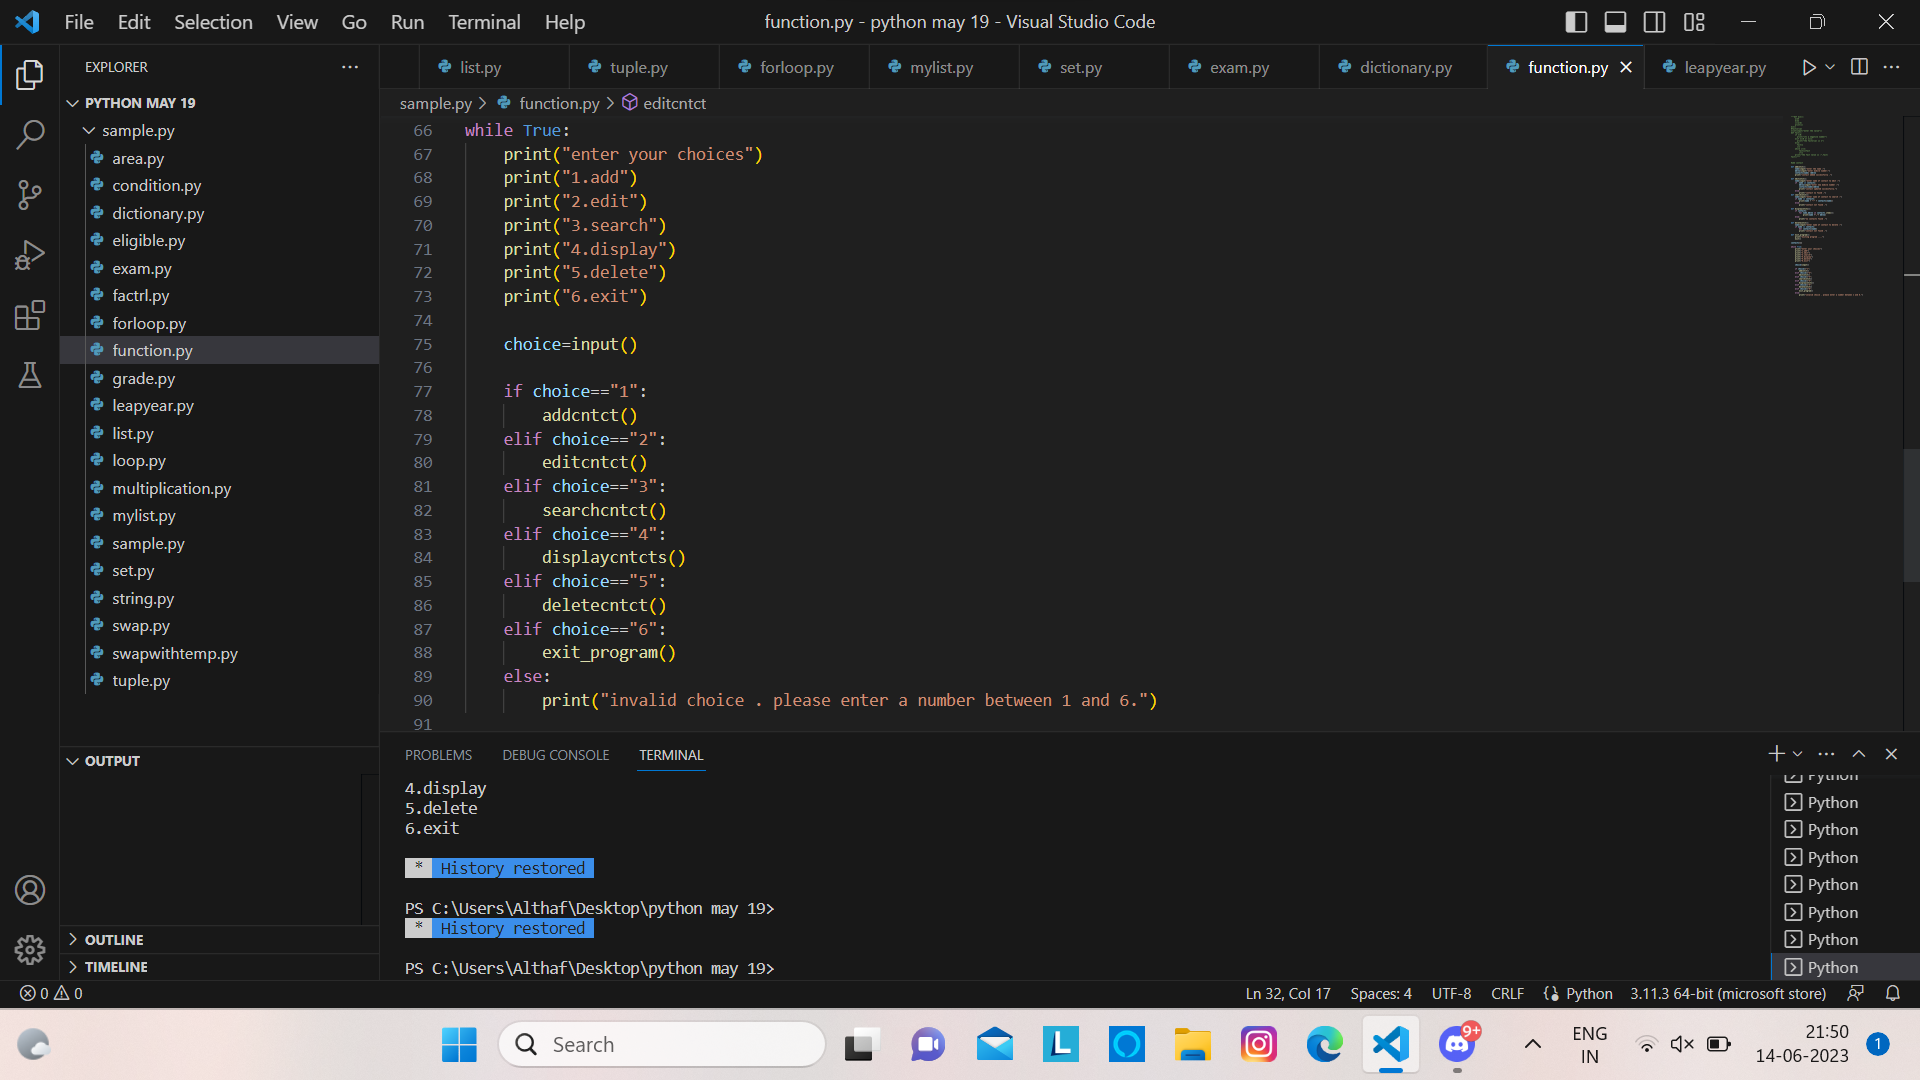 File Edit Selection View Go Run Terminal Help
function.py - python may 19 - Visual Studio Code
EXPLORER
list.py tuple.py forloop.py mylist.py set.py exam.py dictionary.py function.py leapyear.py
PYTHON MAY 19
sample.py
area.py
condition.py
dictionary.py
eligible.py
exam.py
factrl.py
forloop.py
function.py
grade.py
leapyear.py
list.py
loop.py
multiplication.py
mylist.py
sample.py
set.py
string.py
swap.py
swapwithtemp.py
tuple.py
OUTPUT
OUTLINE
TIMELINE
sample.py > function.py > editcntct
66 while True:
67 print("enter your choices")
68 print("1.add")
69 print("2.edit")
70 print("3.search")
71 print("4.display")
72 print("5.delete")
73 print("6.exit")
74
75 choice=input()
76
77 if choice=="1":
78 addcntct()
79 elif choice=="2":
80 editcntct()
81 elif choice=="3":
82 searchcntct()
83 elif choice=="4":
84 displaycntcts()
85 elif choice=="5":
86 deletecntct()
87 elif choice=="6":
88 exit_program()
89 else:
90 print("invalid choice . please enter a number between 1 and 6.")
91
PROBLEMS DEBUG CONSOLE TERMINAL
4.display
5.delete
6.exit
* History restored
PS C:\Users\Althaf\Desktop\python may 19>
* History restored
PS C:\Users\Althaf\Desktop\python may 19>
Python
Python
Python
Python
Python
Python
Python
Python
0 0
Ln 32, Col 17 Spaces: 4 UTF-8 CRLF Python 3.11.3 64-bit (microsoft store)
Search
L
9+
ENG
IN
21:50
14-06-2023
1